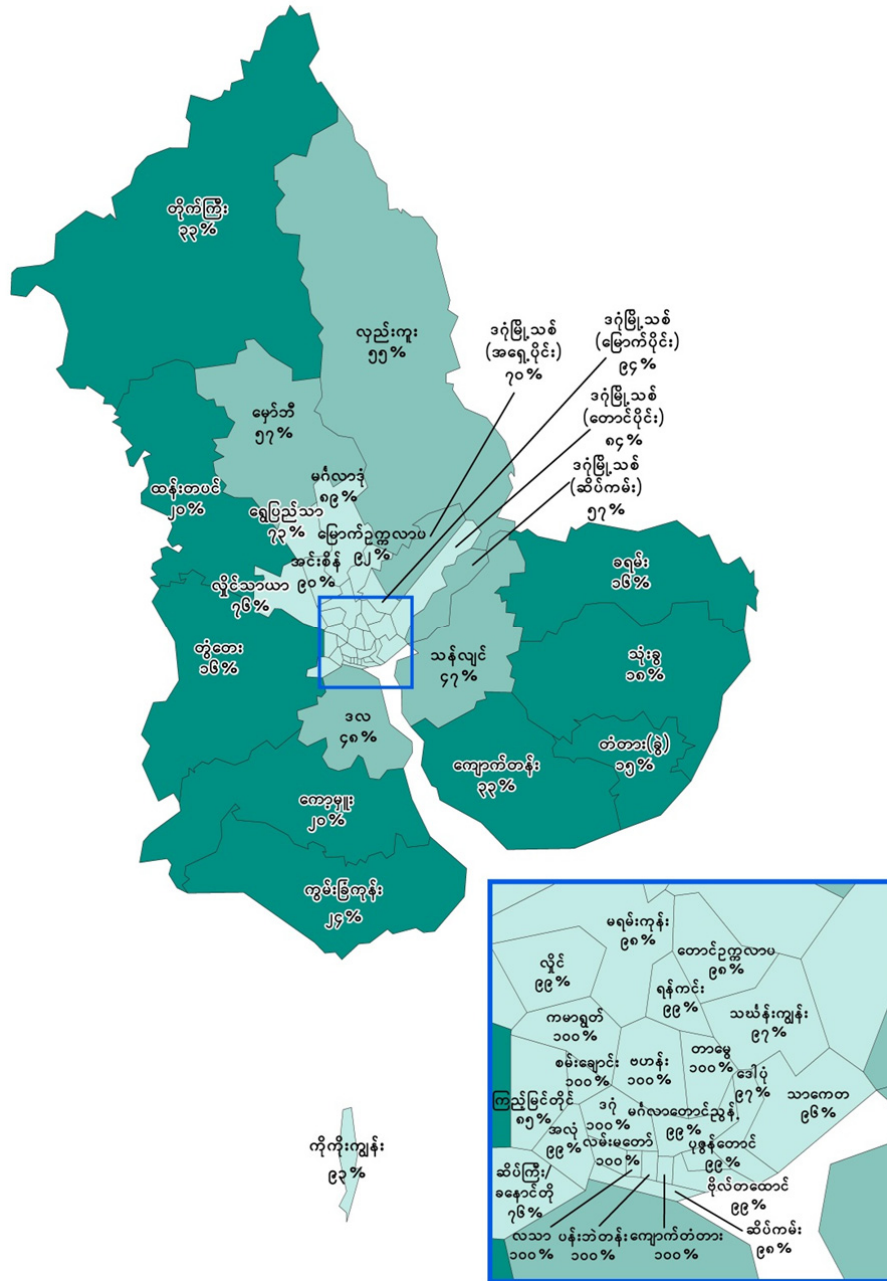 တိုက်ကြီး
၃၃%
လှည်းကူး
၅၅%
ဒဂုံမြို့သစ်
(အရှေ့ပိုင်း)
၇၀%
ဒဂုံမြို့သစ်
(မြောက်ပိုင်း)
၉၄%
ဒဂုံမြို့သစ်
(တောင်ပိုင်း)
၈၄%
ဒဂုံမြို့သစ်
(ဆိပ်ကမ်း)
၅၇%
မှော်ဘီ
၅၇%
မင်္ဂလာဒုံ
၈၉%
ထန်းတပင်
၂၀%
ရွှေပြည်သာ
၇၃%
မြောက်ဥက္ကလာပ
၉၂%
အင်းစိန်
၉၀%
လှိုင်သာယာ
၇၆%
ခရမ်း
၁၆%
တွံတေး
၁၆%
သန်လျင်
၄၇%
သုံးခွ
၁၈%
ဒလ
၄၈%
တံတား(ခွဲ)
၁၅%
ကျောက်တန်း
၃၃%
ကော့မှူး
၂၀%
ကွမ်းခြံကုန်း
၂၄%
ကိုကိုးကျွန်း
၉၃%
မရမ်းကုန်း
၉၈%
တောင်ဥက္ကလာပ
၉၈%
လှိုင်
၉၉%
ရန်ကင်း
၉၉%
သင်္ဃန်းကျွန်း
၉၇%
ကမာရွတ်
၁၀၀%
တာမွေ
၁၀၀%
စမ်းချောင်း
၁၀၀%
ဗဟန်း
၁၀၀%
ဒေါပုံ
၉၇%
သာကေတ
၉၆%
ကြည့်မြင်တိုင်
၈၅%
ဒဂုံ
၁၀၀%
မင်္ဂလာတောင်ညွန့်
၉၉%
အလုံ
၉၉%
လမ်းမတော်
၁၀၀%
ပုဇွန်တောင်
၉၉%
ဆိပ်ကြီး/
ခနောင်တို
၇၆%
ဗိုလ်တထောင်
၉၉%
ဆိပ်ကမ်း
၉၈%
လသာ
၁၀၀%
ပန်းဘဲတန်း
၁၀၀%
ကျောက်တံတား
၁၀၀%